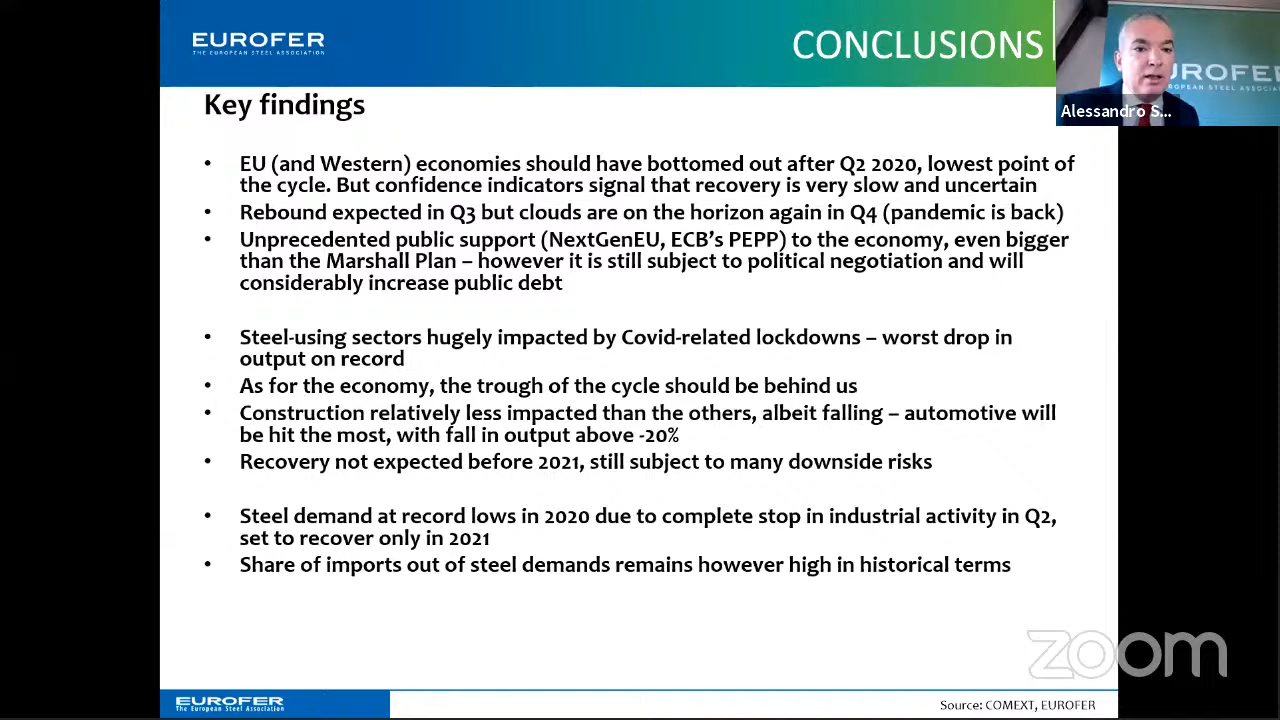 EUROFER
THE EUROPEAN STEEL ASSOCIATION
CONCLUSIONS
UROFER
EUROPEAN STEEL ASSOCIA
Alessandro S...
Key findings
• EU (and Western) economies should have bottomed out after Q2 2020, lowest point of
the cycle. But confidence indicators signal that recovery is very slow and uncertain
• Rebound expected in Q3 but clouds are on the horizon again in Q4 (pandemic is back)
• Unprecedented public support (NextGenEU, ECB's PEPP) to the economy, even bigger
than the Marshall Plan – however it is still subject to political negotiation and will
considerably increase public debt
• Steel-using sectors hugely impacted by Covid-related lockdowns – worst drop in
output on record
• As for the economy, the trough of the cycle should be behind us
• Construction relatively less impacted than the others, albeit falling – automotive will
be hit the most, with fall in output above -20%
• Recovery not expected before 2021, still subject to many downside risks
• Steel demand at record lows in 2020 due to complete stop in industrial activity in Q2,
set to recover only in 2021
• Share of imports out of steel demands remains however high in historical terms
zoom
EUROFER
The European Steel Association
Source: COMEXT, EUROFER